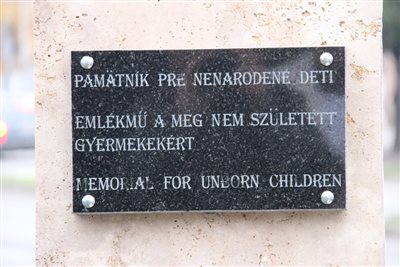 PAMÄTNÍK PRE NENARODENÉ DETI
EMLÉKMŰ A MEG NEM SZÜLETETT
GYERMEKEKÉRT
MEMORIAL FOR UNBORN CHILDREN